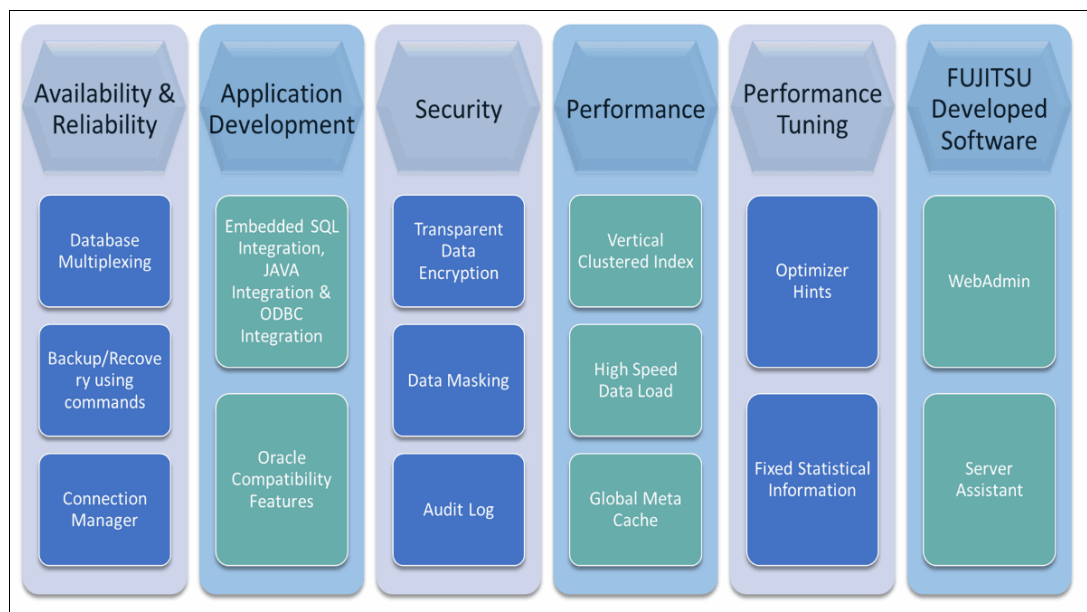 Availability &
Reliability
Database
Multiplexing
Backup/Recove
ry using
commands
Connection
Manager
Application
Development
Embedded SQL
Integration,
JAVA
Integration &
ODBC
Integration
Oracle
Compatibility
Features
Security
Transparent
Data
Encryption
Data Masking
Audit Log
Performance
Vertical
Clustered Index
High Speed
Data Load
Global Meta
Cache
Performance
Tuning
Optimizer
Hints
Fixed Statistical
Information
FUJITSU
Developed
Software
WebAdmin
Server
Assistant